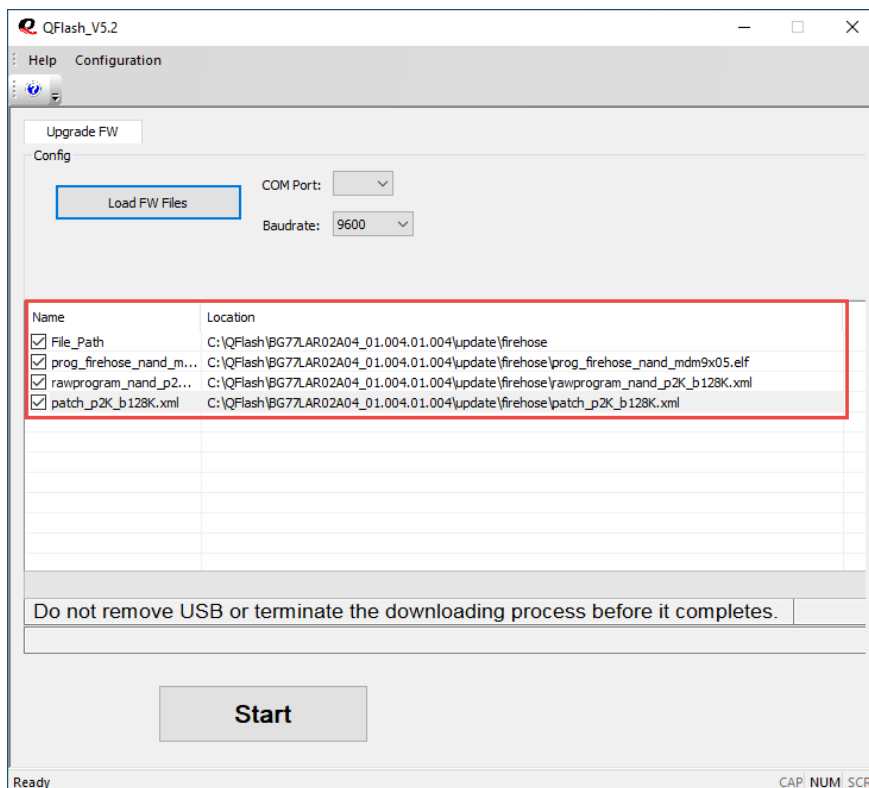 QFlash_V5.2
Help Configuration
Upgrade FW
Config
Load FW Files
COM Port:
Baudrate: 9600
Name Location
File_Path C:\QFlash\BG77LAR02A04_01.004.01.004\update\firehose
prog_firehose_nand_m... C:\QFlash\BG77LAR02A04_01.004.01.004\update\firehose\prog_firehose_nand_mdm9x05.elf
rawprogram_nand_p2... C:\QFlash\BG77LAR02A04_01.004.01.004\update\firehose\rawprogram_nand_p2K_b128K.xml
patch_p2K_b128K.xml C:\QFlash\BG77LAR02A04_01.004.01.004\update\firehose\patch_p2K_b128K.xml
Do not remove USB or terminate the downloading process before it completes.
Start
Ready CAP NUM SCR